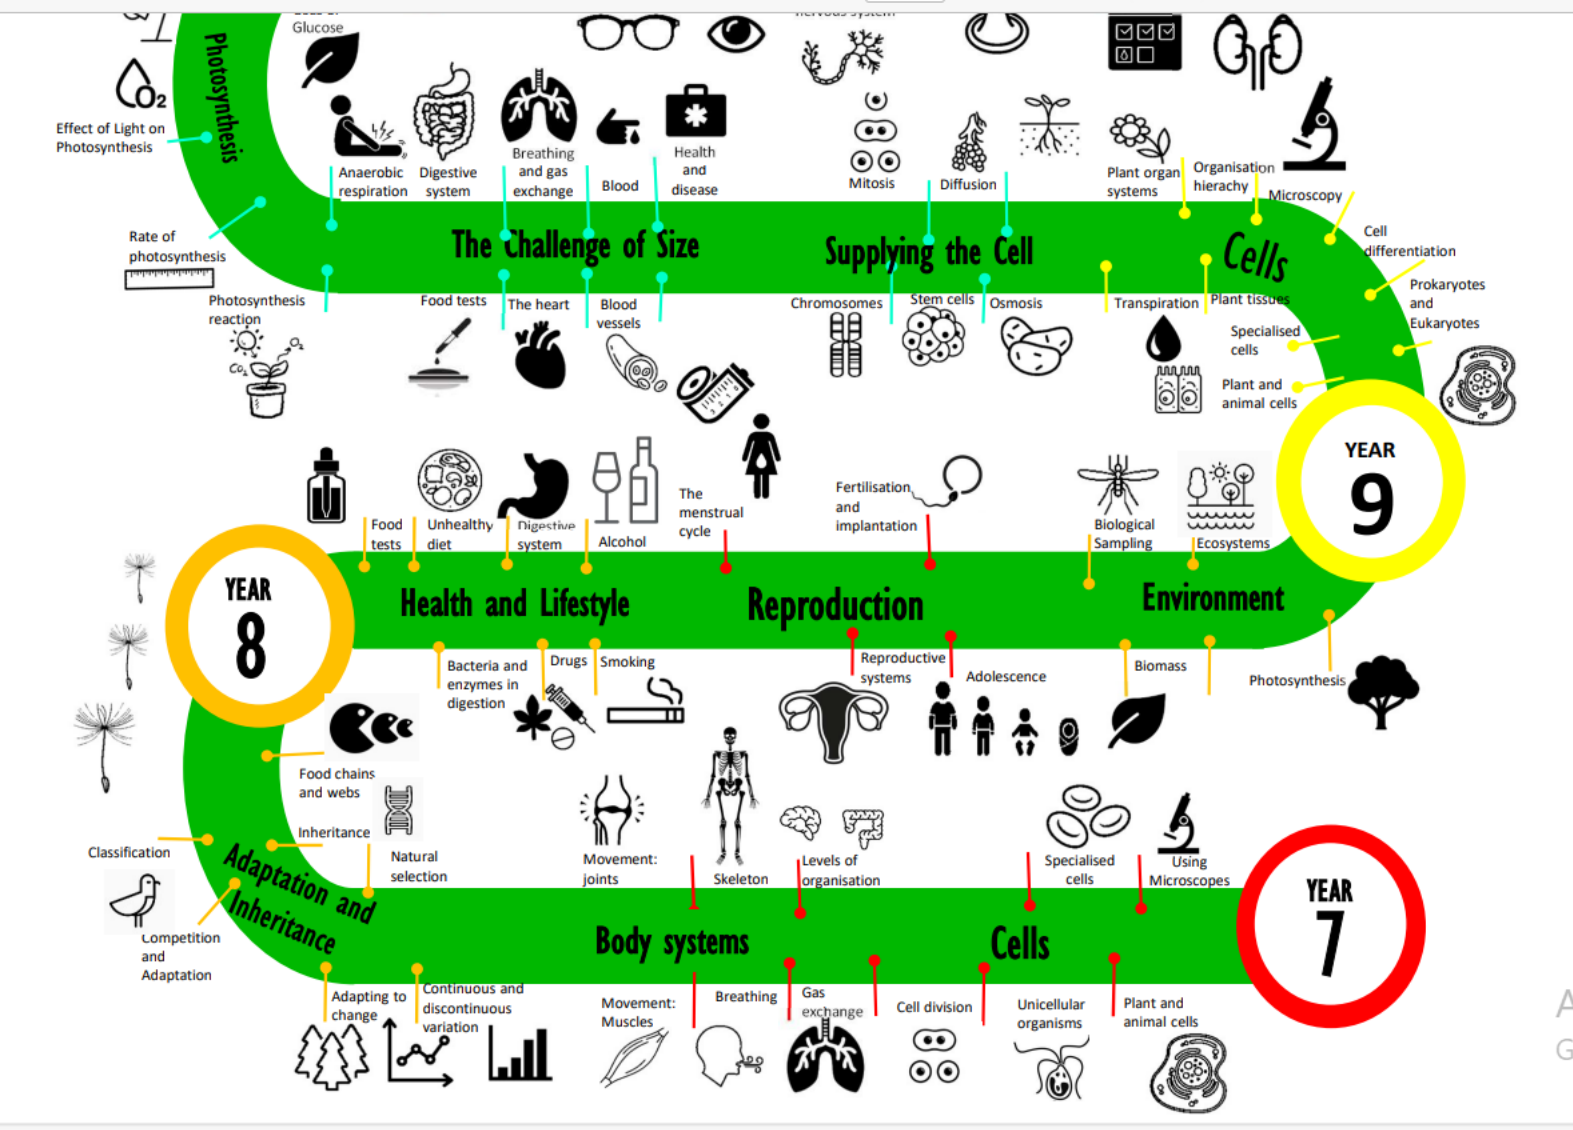 Glucose
nervous system
Photosynthesis
O₂
Effect of Light on
Photosynthesis
Rate of
photosynthesis
Photosynthesis
reaction
CO₂
O₂
Anaerobic
respiration
Digestive
system
Breathing
and gas
exchange
Blood
Health
and
disease
The Challenge of Size
Food tests
The heart
Blood
vessels
Mitosis
Diffusion
Supplying the Cell
Chromosomes
Stem cells
Osmosis
Plant organ
systems
Organisation
hierachy
Microscopy
Cells
Transpiration
Plant tissues
Cell
differentiation
Prokaryotes
and
Eukaryotes
Specialised
cells
Plant and
animal cells
YEAR
9
Food
tests
Unhealthy
diet
Digestive
system
Alcohol
The
menstrual
cycle
Fertilisation
and
implantation
Biological
Sampling
Ecosystems
YEAR
8
Health and Lifestyle
Reproduction
Environment
Bacteria and
enzymes in
digestion
Drugs
Smoking
Reproductive
systems
Adolescence
Biomass
Photosynthesis
Food chains
and webs
Inheritance
Natural
selection
Classification
Adaptation and
Inheritance
Competition
and
Adaptation
Adapting to
change
Continuous and
discontinuous
variation
Movement:
joints
Skeleton
Levels of
organisation
Specialised
cells
Using
Microscopes
Body systems
Cells
YEAR
7
Movement:
Muscles
Breathing
Gas
exchange
Cell division
Unicellular
organisms
Plant and
animal cells